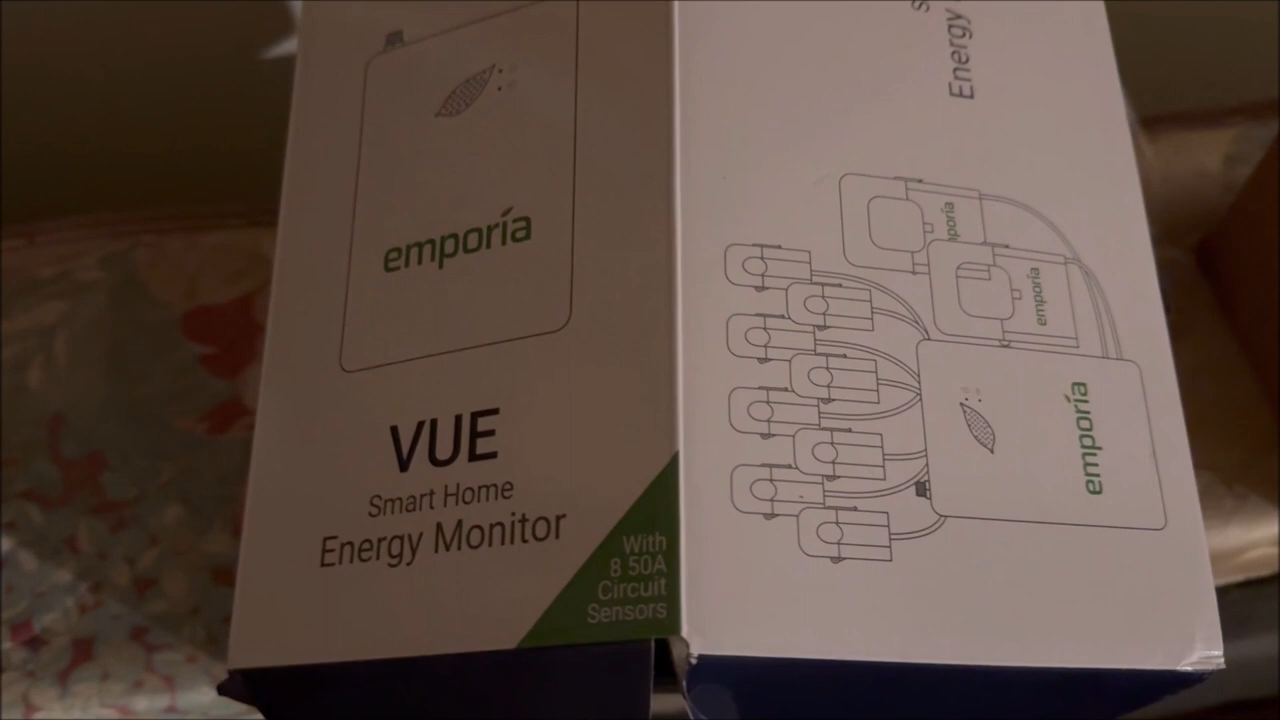 emporia
VUE
Smart Home
Energy Monitor
With
8 50A
Circuit
Sensors
Energy
emporia
emporia
emporia